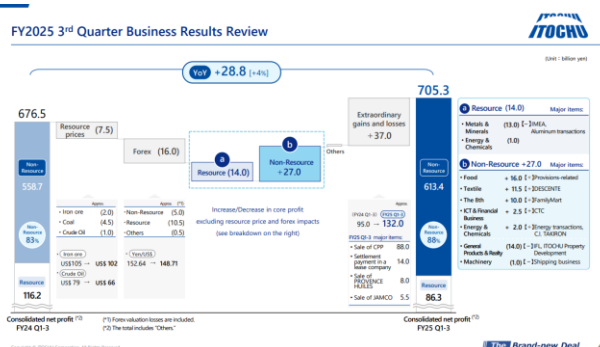 FY2025 3rd Quarter Business Results Review
ITOCHU
ITOCHU
(Unit : billion yen)
YoY +28.8 [+4%]
676.5
705.3
Resource prices (7.5)
Forex (16.0)
a
Resource (14.0)
b
Non-Resource +27.0
Others
Extraordinary gains and losses +37.0
Non-Resource
558.7
Non-Resource 83%
Resource
116.2
Non-Resource
613.4
Non-Resource 88%
Resource
86.3
Approx.
・Iron ore (2.0)
・Coal (4.5)
・Crude Oil (1.0)
Iron ore
US$105 → US$ 102
Crude Oil
US$ 79 → US$ 66
Approx. (*1)
・Non-Resource (5.0)
・Resource (10.5)
・Others (0.5)
Yen/US$
152.64 → 148.71
Increase/Decrease in core profit
excluding resource price and forex impacts
(see breakdown on the right)
Approx. Approx.
(FY24 Q1-3) FY25 Q1-3
95.0 → 132.0
FY25 Q1-3 major items:
・Sale of CPP 88.0
・Settlement payment in a lease company 14.0
・Sale of PROVENCE HUILES 8.0
・Sale of JAMCO 5.5
a Resource (14.0) Major items:
・Metals & Minerals (13.0) [－]IMEA, Aluminum transactions
・Energy & Chemicals (1.0)
b Non-Resource +27.0 Major items:
・Food + 16.0 [+]Provisions-related
・Textile + 11.5 [+]DESCENTE
・The 8th + 10.0 [+]FamilyMart
・ICT & Financial Business + 2.5 [+]CTC
・Energy & Chemicals + 2.0 [+]Energy transactions, C.I. TAKIRON
・General Products & Realty (14.0) [－]IFL, ITOCHU Property Development
・Machinery (1.0) [－]Shipping business
Consolidated net profit (*2)
FY24 Q1-3
(*1) Forex valuation losses are included.
(*2) The total includes "Others."
Consolidated net profit (*2)
FY25 Q1-3
The Brand-new Deal